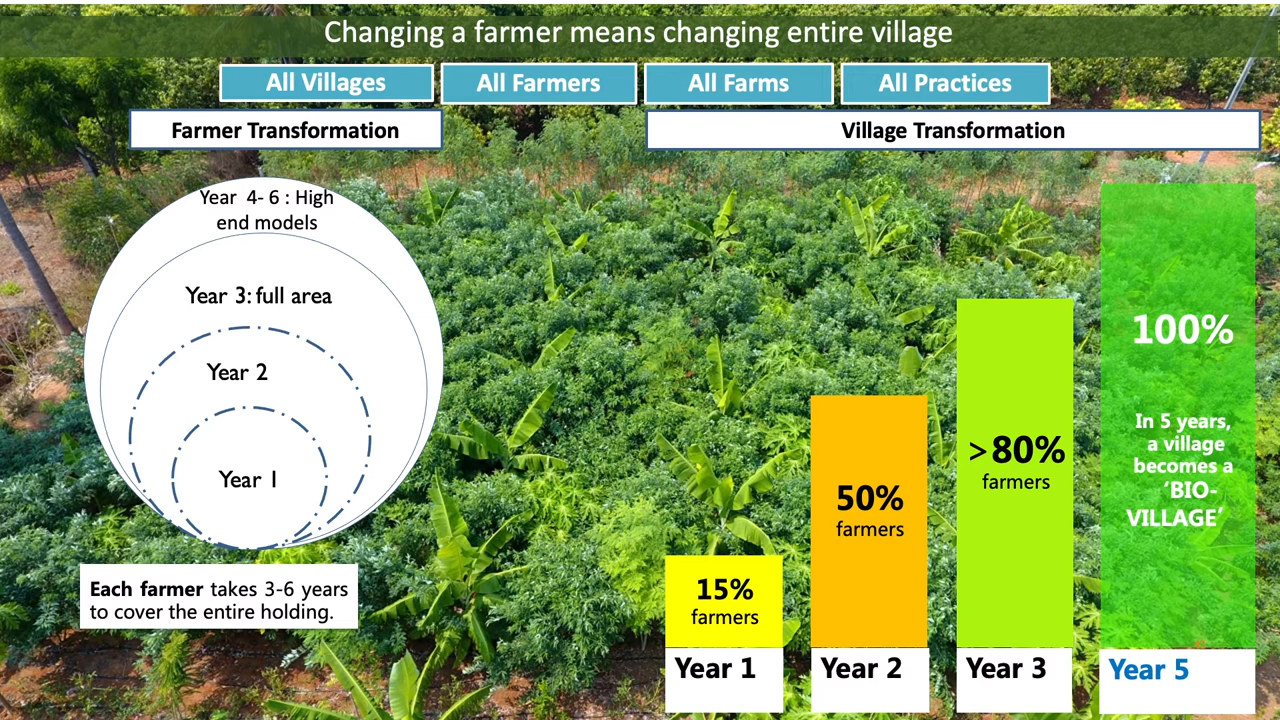 Changing a farmer means changing entire village
All Villages
All Farmers
All Farms
All Practices
Farmer Transformation
Village Transformation
Year 4- 6 : High
end models
Year 3: full area
Year 2
Year 1
Each farmer takes 3-6 years
to cover the entire holding.
15%
farmers
Year 1
50%
farmers
Year 2
>80%
farmers
Year 3
100%
In 5 years,
a village
becomes a
‘BIO-
VILLAGE’
Year 5